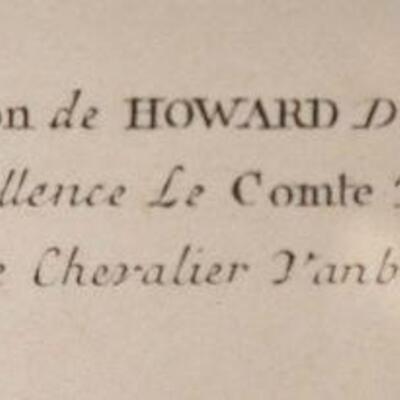 on de HOWARD D
llence Le Comte
e Chevalier Vanb